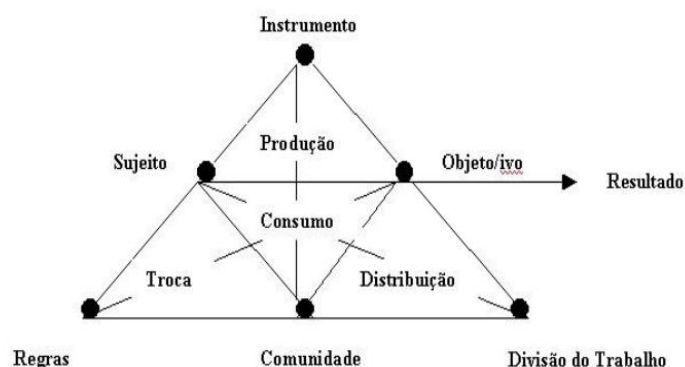 Instrumento
Produção
Sujeito
Objeto/ivo
Resultado
Consumo
Troca
Distribuição
Regras
Comunidade
Divisão do Trabalho